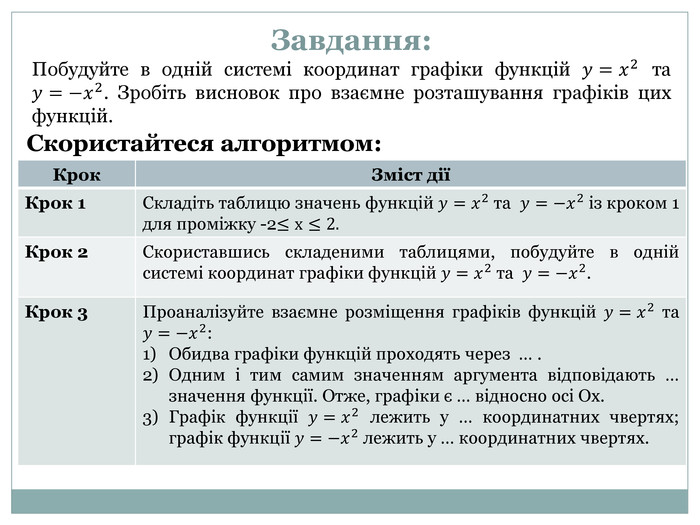 Завдання:
Побудуйте в одній системі координат графіки функцій y = x² та
y = −x². Зробіть висновок про взаємне розташування графіків цих
функцій.
Скористайтеся алгоритмом:
Крок Зміст дії
Крок 1 Складіть таблицю значень функцій y = x² та y = −x² із кроком 1
для проміжку -2≤ x ≤ 2.
Крок 2 Скориставшись складеними таблицями, побудуйте в одній
системі координат графіки функцій y = x² та y = −x².
Крок 3 Проаналізуйте взаємне розміщення графіків функцій y = x² та
y = −x²:
1) Обидва графіки функцій проходять через ... .
2) Одним і тим самим значенням аргумента відповідають ...
значення функції. Отже, графіки є ... відносно осі Ox.
3) Графік функції y = x² лежить у ... координатних чвертях;
графік функції y = −x² лежить у ... координатних чвертях.